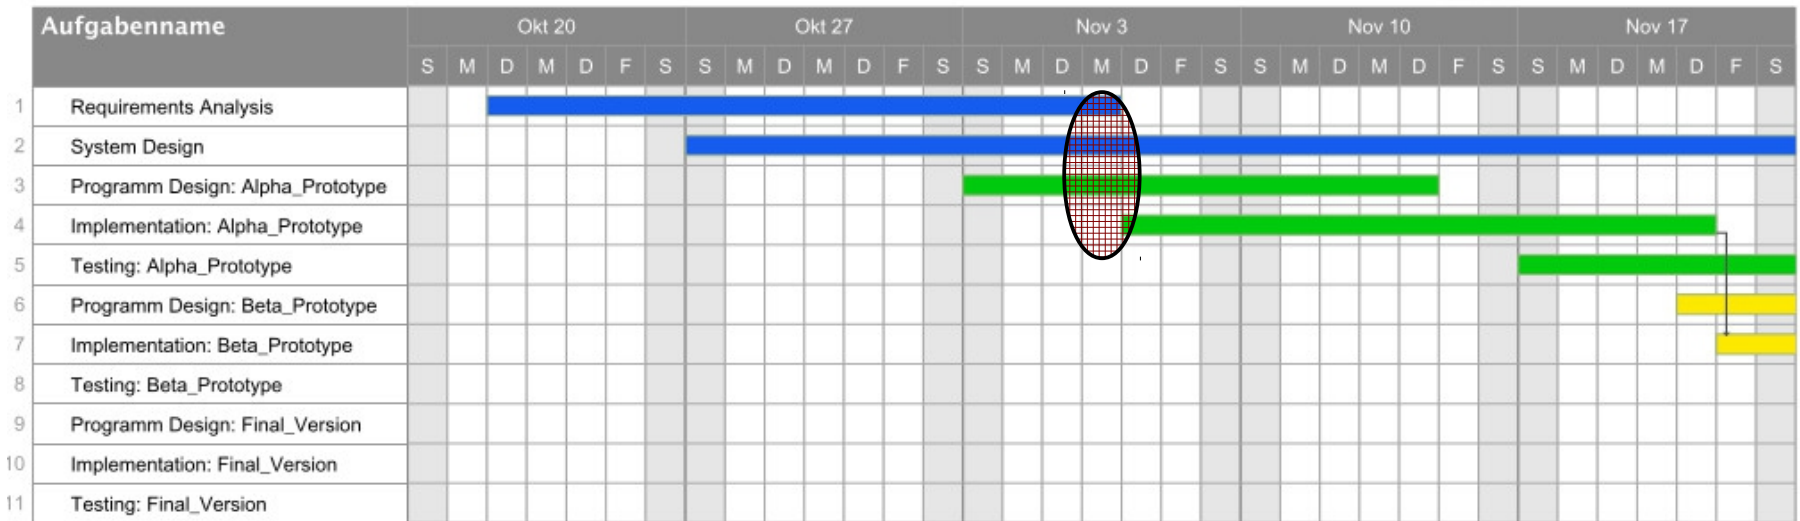 Aufgabenname Okt 20 Okt 27 Nov 3 Nov 10 Nov 17
S M D M D F S S M D M D F S S M D M D F S S M D M D F S S M D M D F S
1 Requirements Analysis
2 System Design
3 Programm Design: Alpha_Prototype
4 Implementation: Alpha_Prototype
5 Testing: Alpha_Prototype
6 Programm Design: Beta_Prototype
7 Implementation: Beta_Prototype
8 Testing: Beta_Prototype
9 Programm Design: Final_Version
10 Implementation: Final_Version
11 Testing: Final_Version